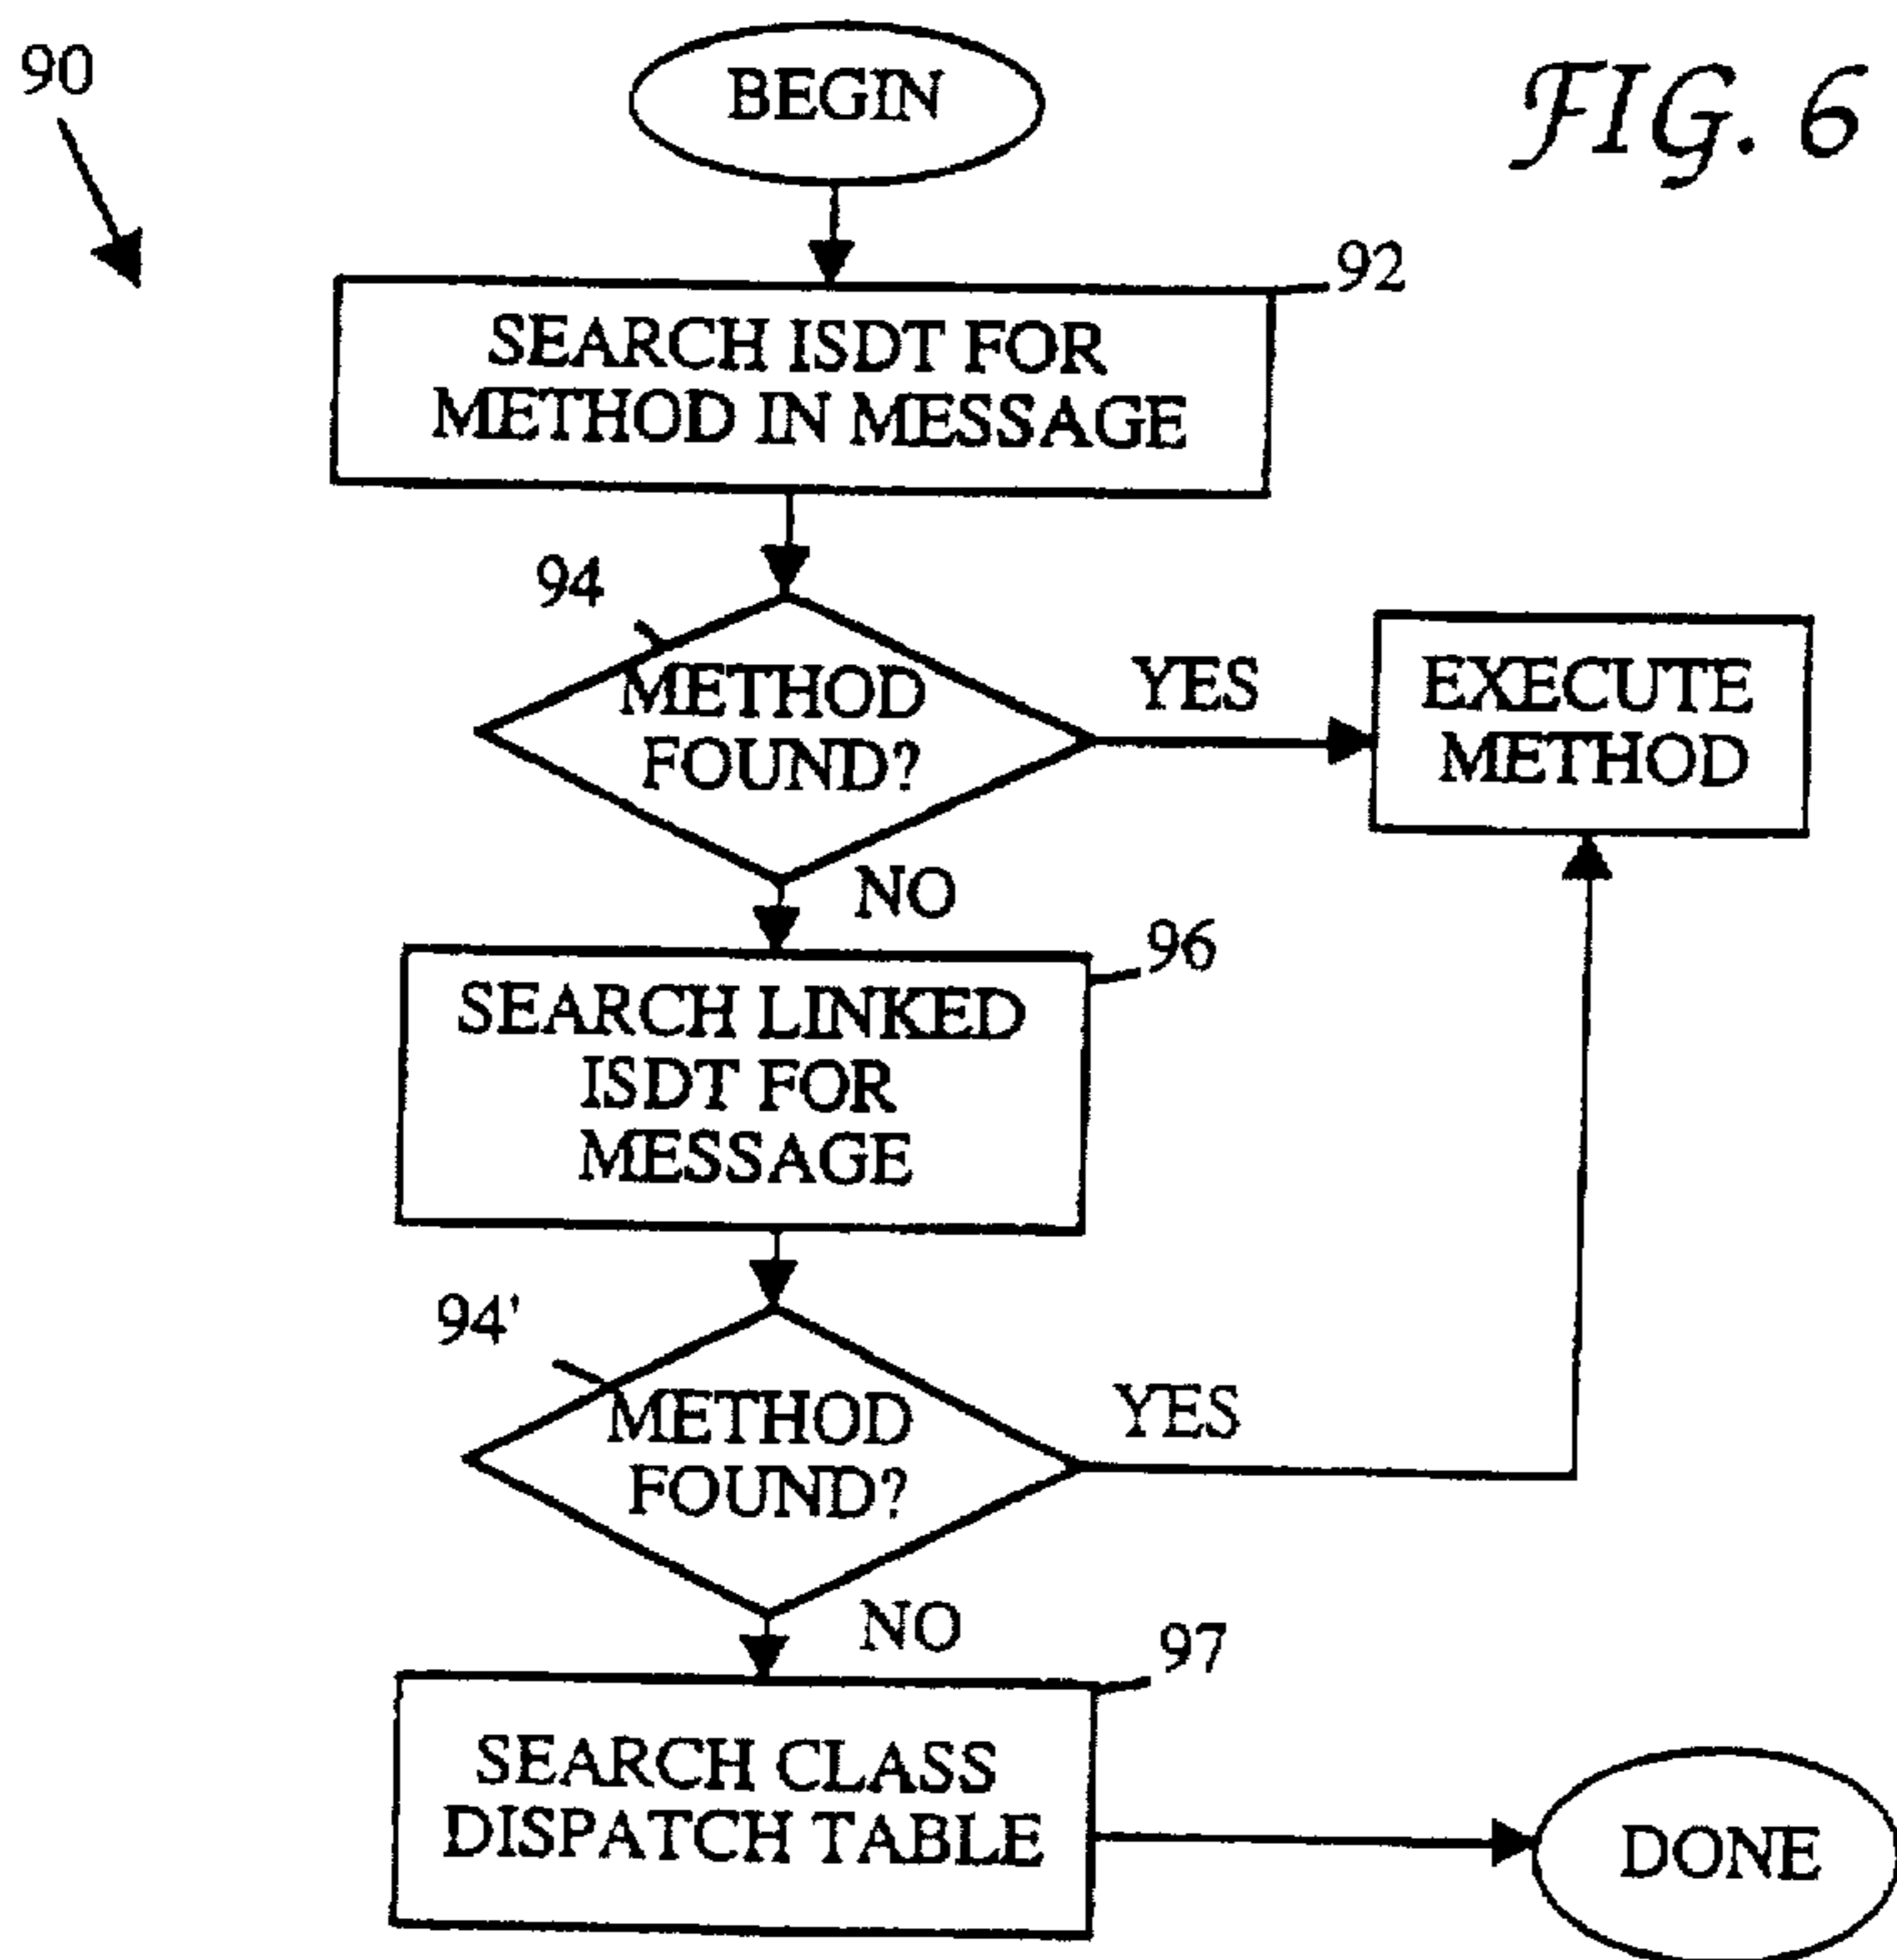 90
BEGIN
FIG. 6
92
SEARCH ISDT FOR
METHOD IN MESSAGE
94
METHOD
FOUND?
YES
EXECUTE
METHOD
NO
96
SEARCH LINKED
ISDT FOR
MESSAGE
94'
METHOD
FOUND?
YES
NO
97
SEARCH CLASS
DISPATCH TABLE
DONE